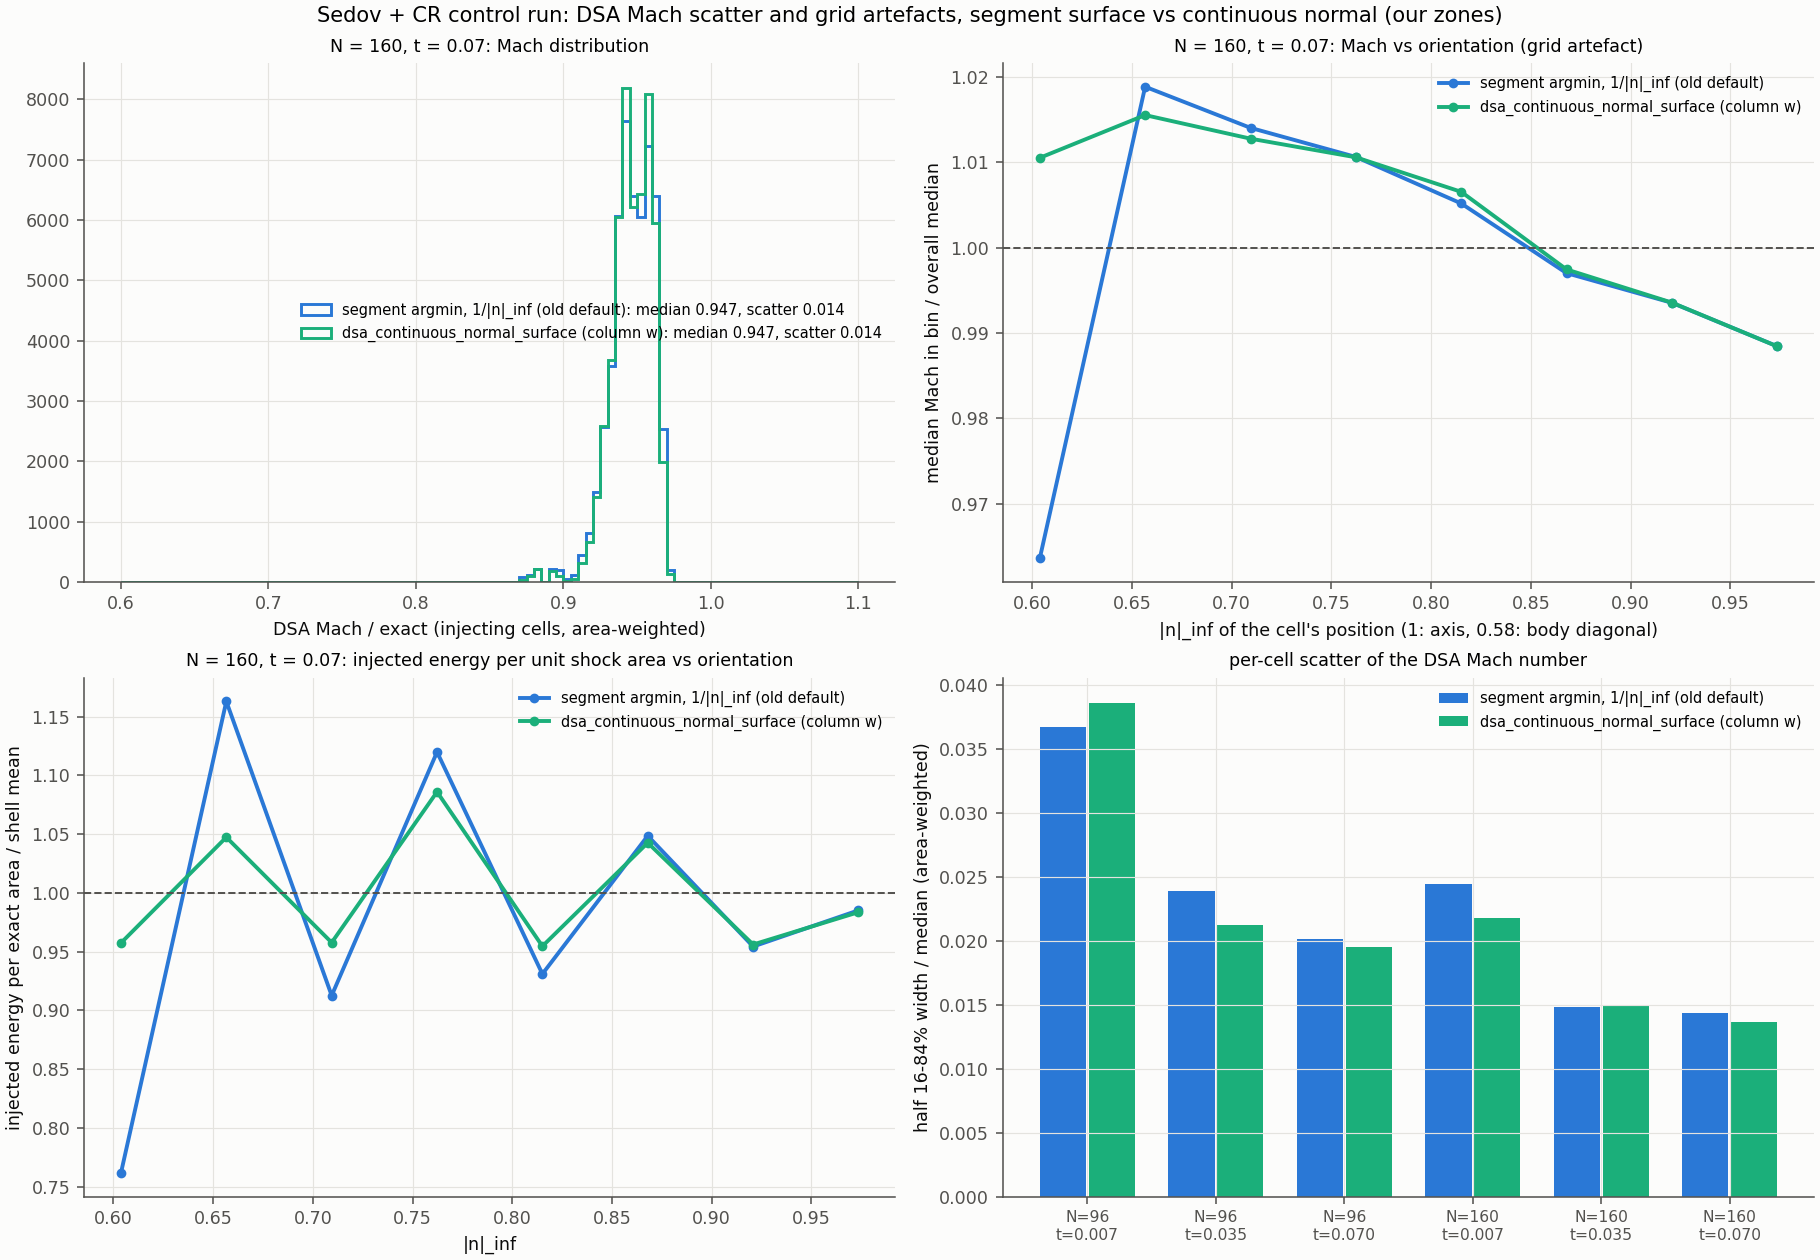 Sedov + CR control run: DSA Mach scatter and grid artefacts, segment surface vs continuous normal (our zones)
N = 160, t = 0.07: Mach distribution
8000
7000
6000
5000
4000
3000
2000
1000
0
segment argmin, 1/|n|_inf (old default): median 0.947, scatter 0.014
dsa_continuous_normal_surface (column w): median 0.947, scatter 0.014
0.6 0.7 0.8 0.9 1.0 1.1
DSA Mach / exact (injecting cells, area-weighted)
N = 160, t = 0.07: Mach vs orientation (grid artefact)
median Mach in bin / overall median
1.02
1.01
1.00
0.99
0.98
0.97
segment argmin, 1/|n|_inf (old default)
dsa_continuous_normal_surface (column w)
0.60 0.65 0.70 0.75 0.80 0.85 0.90 0.95
|n|_inf of the cell's position (1: axis, 0.58: body diagonal)
N = 160, t = 0.07: injected energy per unit shock area vs orientation
injected energy per exact area / shell mean
1.15
1.10
1.05
1.00
0.95
0.90
0.85
0.80
0.75
segment argmin, 1/|n|_inf (old default)
dsa_continuous_normal_surface (column w)
0.60 0.65 0.70 0.75 0.80 0.85 0.90 0.95
|n|_inf
per-cell scatter of the DSA Mach number
half 16-84% width / median (area-weighted)
0.040
0.035
0.030
0.025
0.020
0.015
0.010
0.005
0.000
segment argmin, 1/|n|_inf (old default)
dsa_continuous_normal_surface (column w)
N=96 N=96 N=96 N=160 N=160 N=160
t=0.007 t=0.035 t=0.070 t=0.007 t=0.035 t=0.070